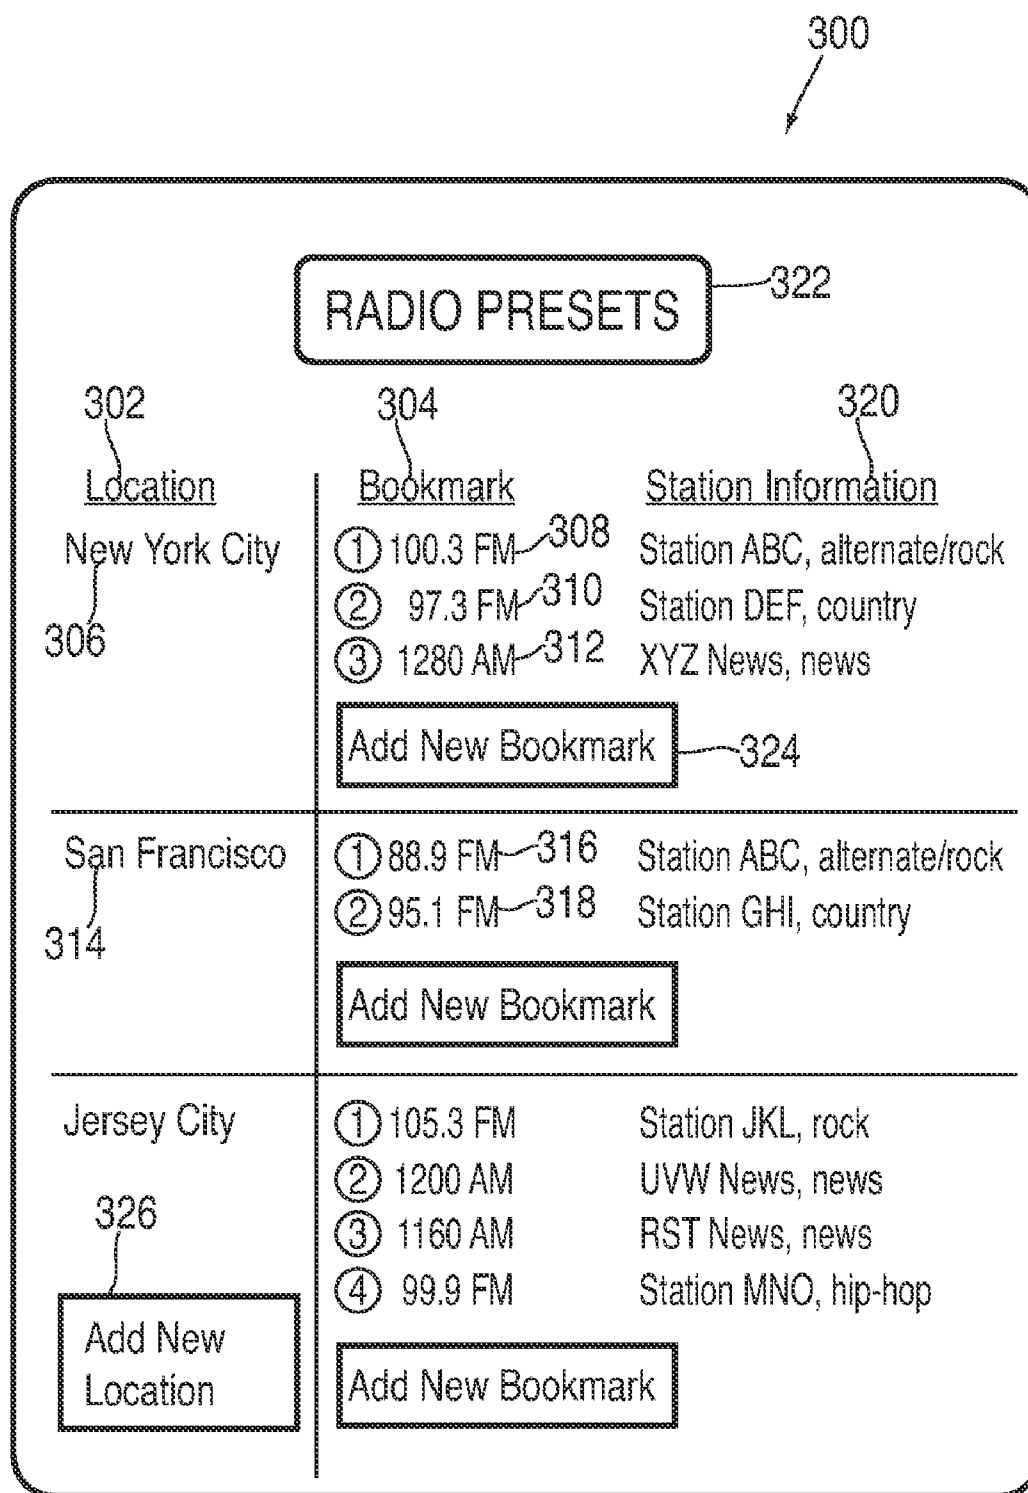 300
RADIO PRESETS 322
302 304 320
Location Bookmark Station Information
New York City 1 100.3 FM 308 Station ABC, alternate/rock
2 97.3 FM 310 Station DEF, country
306
3 1280 AM 312 XYZ News, news
Add New Bookmark 324
San Francisco 1 88.9 FM 316 Station ABC, alternate/rock
2 95.1 FM 318 Station GHI, country
314
Add New Bookmark
Jersey City 1 105.3 FM Station JKL, rock
2 1200 AM UVW News, news
326
3 1160 AM RST News, news
4 99.9 FM Station MNO, hip-hop
Add New
Location
Add New Bookmark